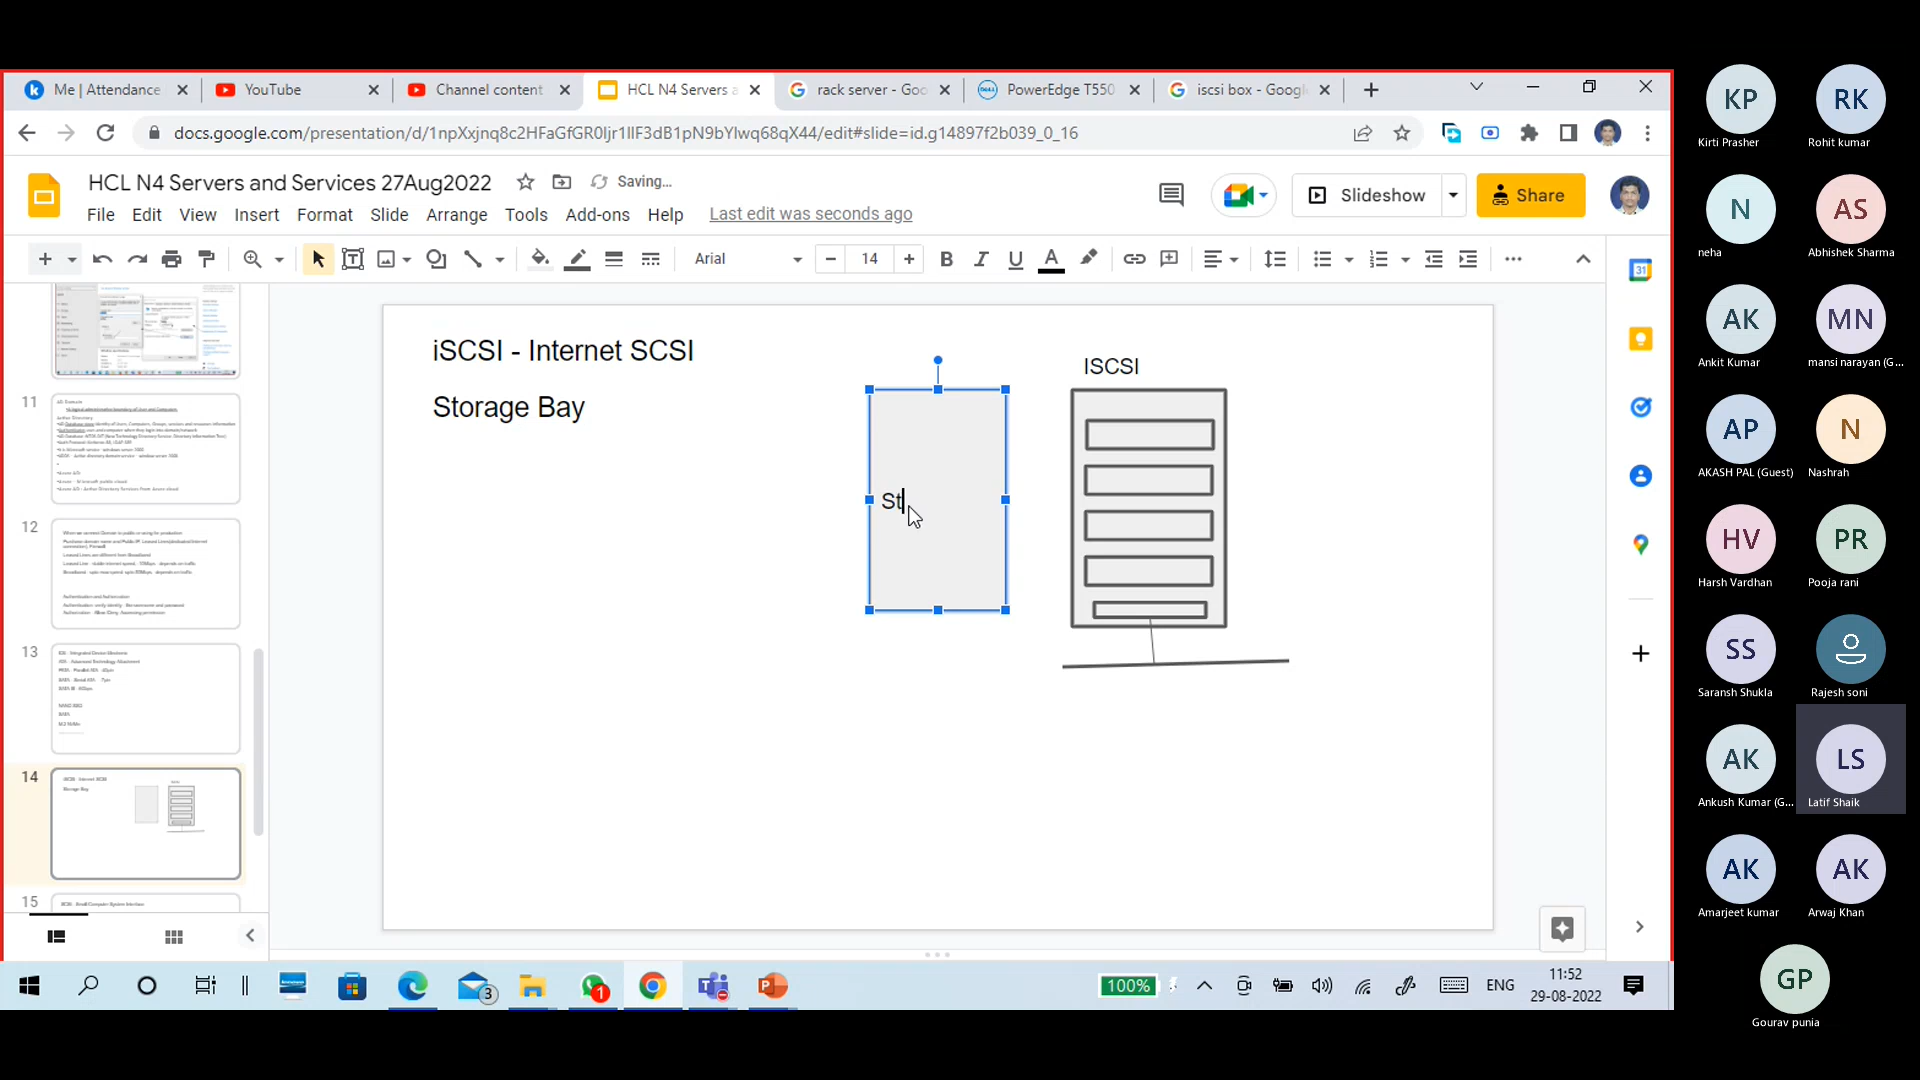 Me | Attendance
YouTube
Channel content
HCL N4 Servers a
rack server - Goo
PowerEdge T550
iscsi box - Google
docs.google.com/presentation/d/1npXxjnq8c2HFaGfGR0Ijr1IIF3dB1pN9bYlwq68qX44/edit#slide=id.g14897f2b039_0_16
HCL N4 Servers and Services 27Aug2022
Saving...
File Edit View Insert Format Slide Arrange Tools Add-ons Help Last edit was seconds ago
Slideshow
Share
Arial
14
iSCSI - Internet SCSI
Storage Bay
St
ISCSI
11
12
13
14
15
31
3
1
100%
ENG
11:52
29-08-2022
KP
Kirti Prasher
RK
Rohit kumar
N
neha
AS
Abhishek Sharma
AK
Ankit Kumar
MN
mansi narayan (G...
AP
AKASH PAL (Guest)
N
Nashrah
HV
Harsh Vardhan
PR
Pooja rani
SS
Saransh Shukla
Rajesh soni
AK
Ankush Kumar (G...
LS
Latif Shaik
AK
Amarjeet kumar
AK
Arwaj Khan
GP
Gourav punia